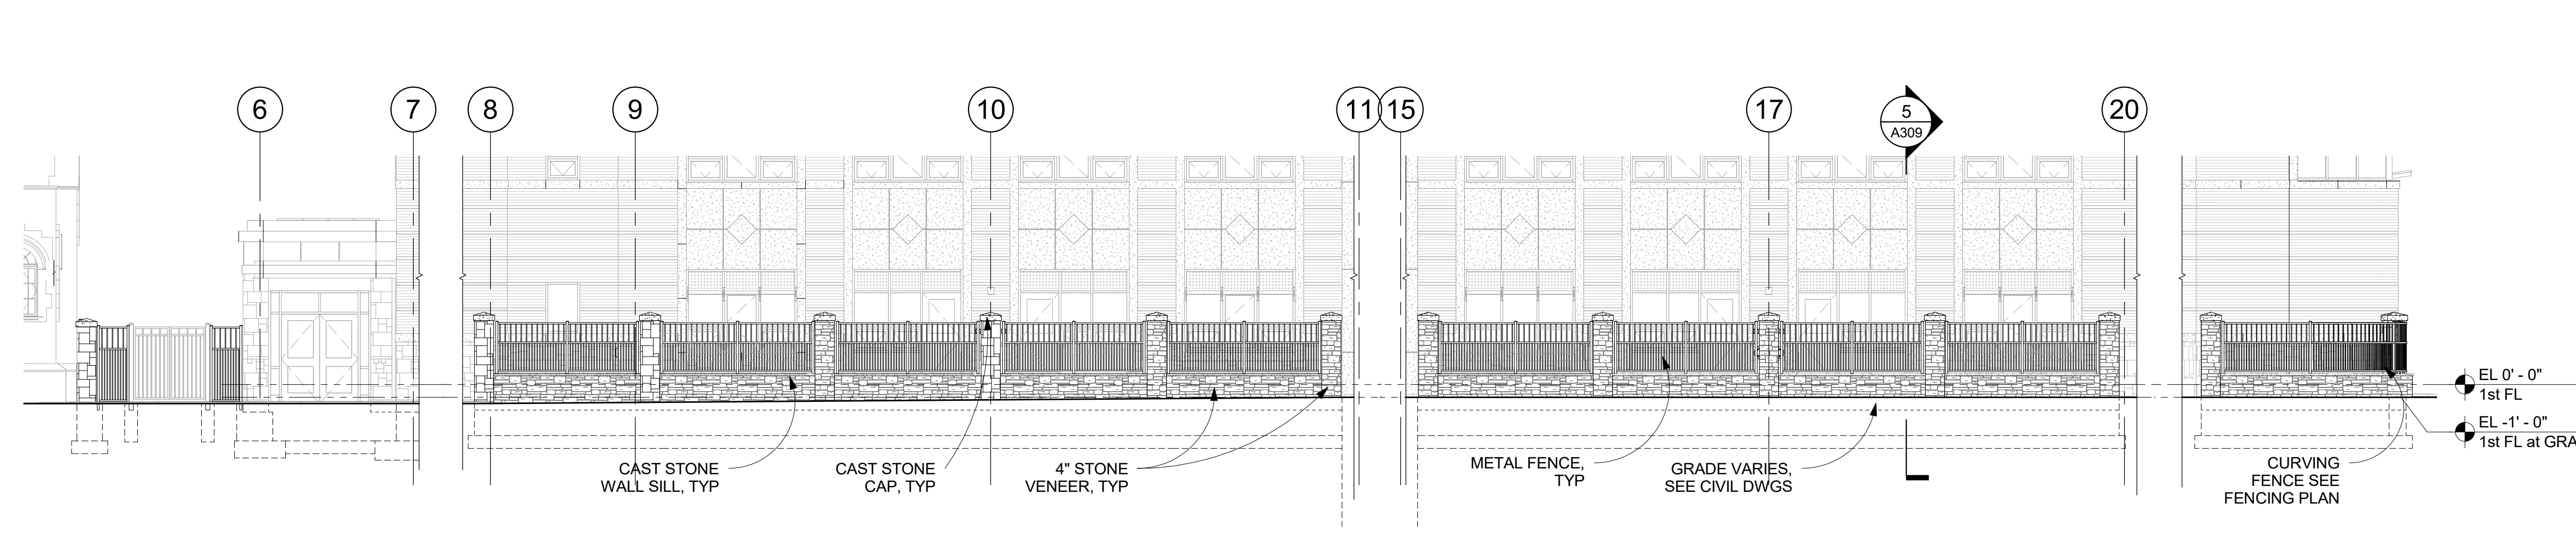 6
7
8
9
10
11
15
17
5
A309
20
EL 0' - 0"
1st FL
EL -1' - 0"
1st FL at GRA
CAST STONE
WALL SILL, TYP
CAST STONE
CAP, TYP
4" STONE
VENEER, TYP
METAL FENCE,
TYP
GRADE VARIES,
SEE CIVIL DWGS
CURVING
FENCE SEE
FENCING PLAN